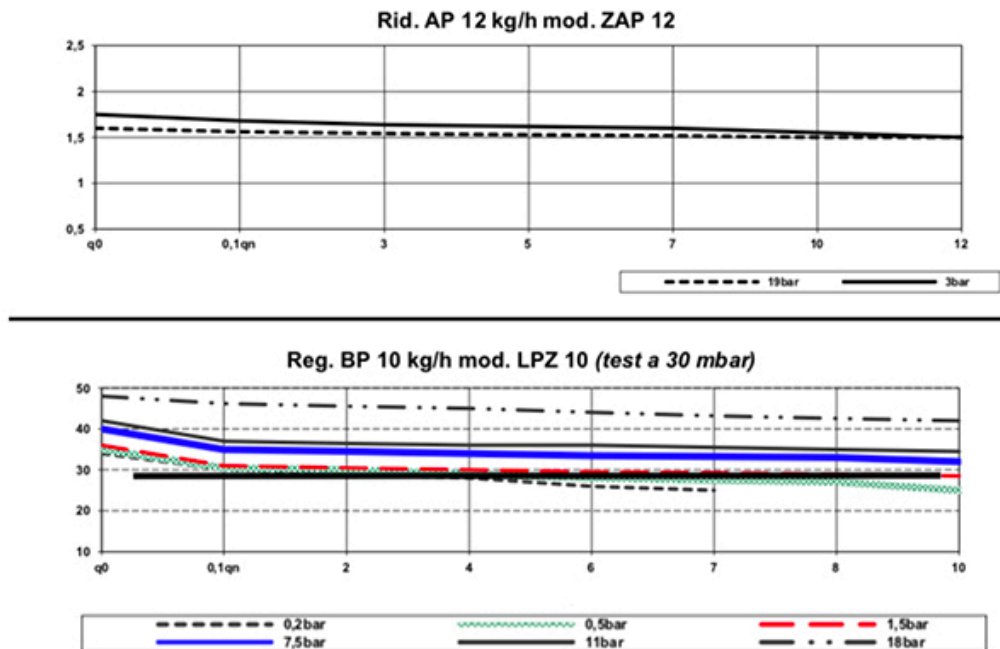 Rid. AP 12 kg/h mod. ZAP 12
2,5
2
1,5
1
0,5
q0 0,1qn 3 5 7 10 12
19bar 3bar
Reg. BP 10 kg/h mod. LPZ 10 (test a 30 mbar)
50
40
30
20
10
q0 0,1qn 2 4 6 7 8 10
0,2bar 0,5bar 1,5bar
7,5bar 11bar 18bar